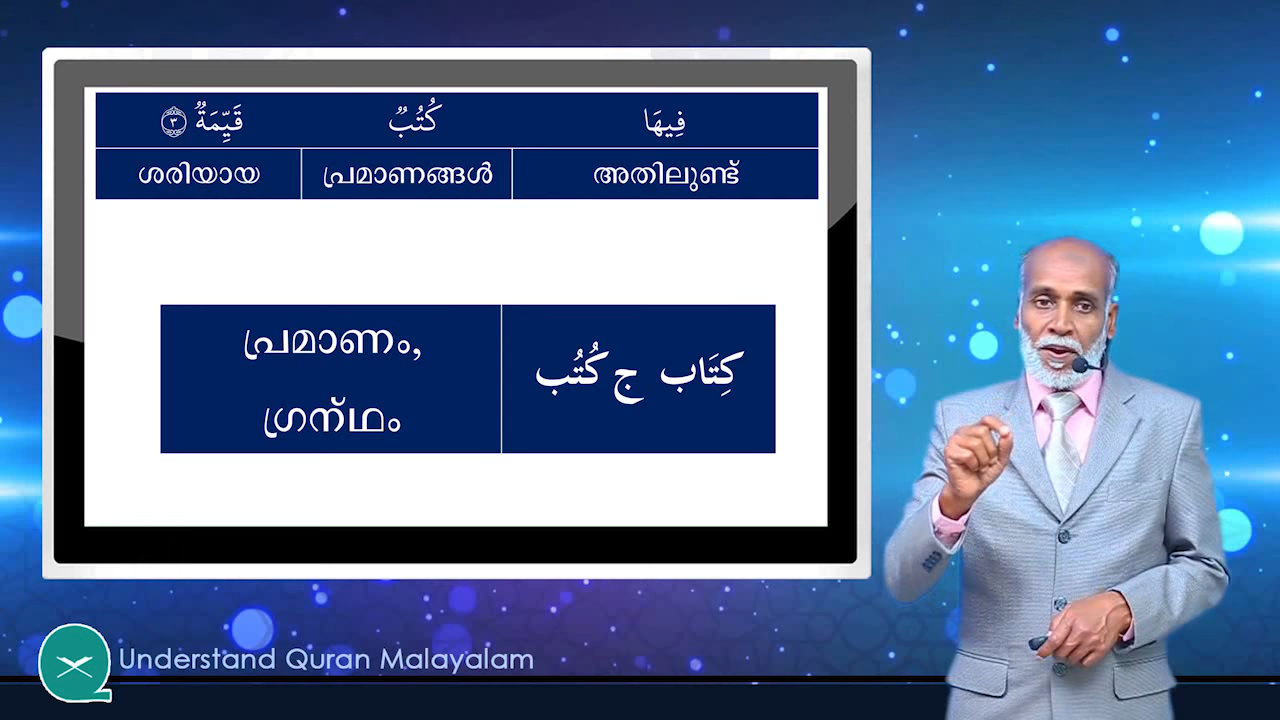 فِيهَا كُتُبٌ قَيِّمَةٌ ٣
ശരിയായ പ്രമാണങ്ങൾ അതിലുണ്ട്
പ്രമാണം,
ഗ്രന്ഥം
كِتَاب ج كُتُب
Understand Quran Malayalam